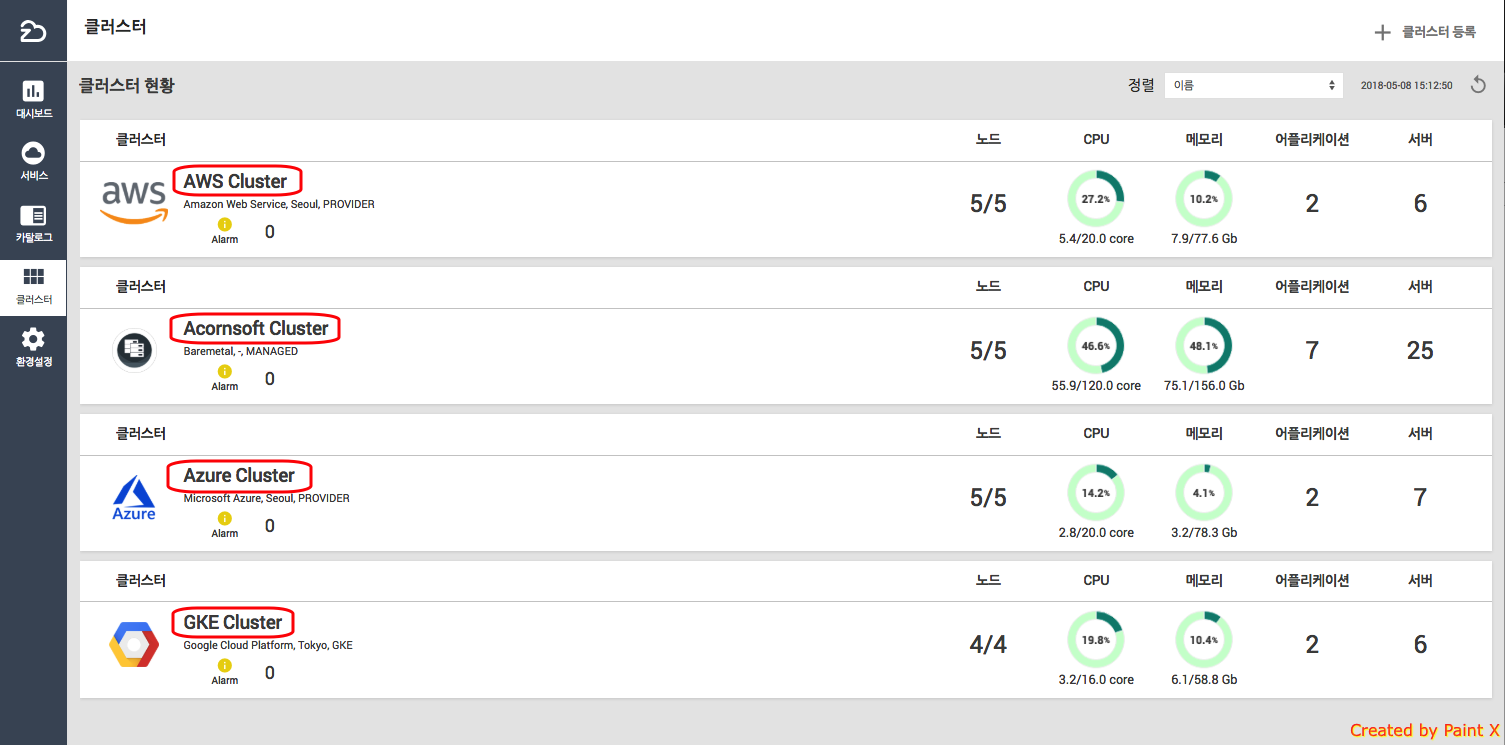 클러스터
클러스터 등록
대시보드
서비스
카탈로그
클러스터
환경설정
클러스터 현황
정렬 이름 2018-05-08 15:12:50
클러스터 노드 CPU 메모리 어플리케이션 서버
aws
AWS Cluster
Amazon Web Service, Seoul, PROVIDER
Alarm 0
5/5 27.2% 10.2% 2 6
5.4/20.0 core 7.9/77.6 Gb
클러스터 노드 CPU 메모리 어플리케이션 서버
Acornsoft Cluster
Baremetal, -, MANAGED
Alarm 0
5/5 46.6% 48.1% 7 25
55.9/120.0 core 75.1/156.0 Gb
클러스터 노드 CPU 메모리 어플리케이션 서버
Azure
Azure Cluster
Microsoft Azure, Seoul, PROVIDER
Alarm 0
5/5 14.2% 4.1% 2 7
2.8/20.0 core 3.2/78.3 Gb
클러스터 노드 CPU 메모리 어플리케이션 서버
GKE Cluster
Google Cloud Platform, Tokyo, GKE
Alarm 0
4/4 19.8% 10.4% 2 6
3.2/16.0 core 6.1/58.8 Gb
Created by Paint X